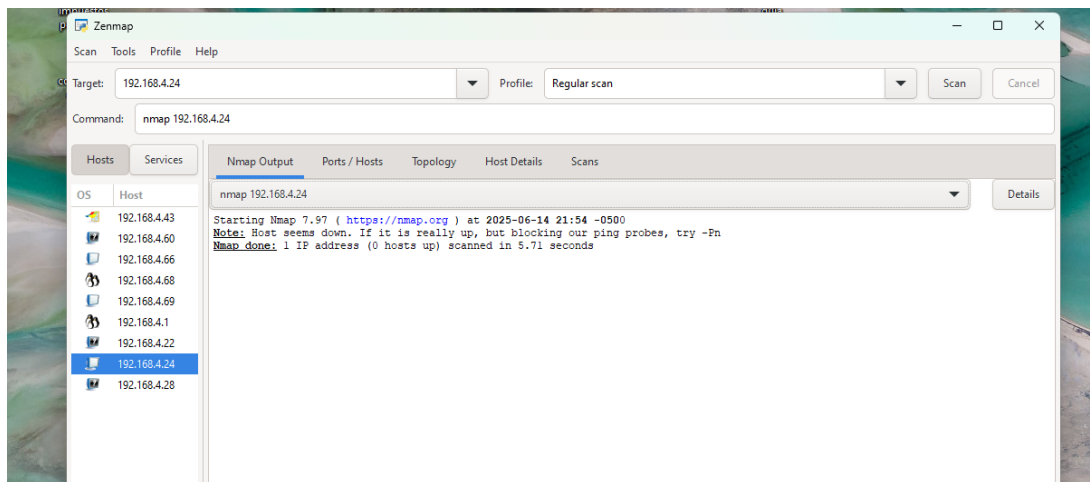 impuestos
Zenmap
Scan Tools Profile Help
Target: 192.168.4.24 Profile: Regular scan Scan Cancel
Command: nmap 192.168.4.24
Hosts Services
Nmap Output Ports / Hosts Topology Host Details Scans
OS Host
nmap 192.168.4.24 Details
192.168.4.43
192.168.4.60
192.168.4.66
192.168.4.68
192.168.4.69
192.168.4.1
192.168.4.22
192.168.4.24
192.168.4.28
Starting Nmap 7.97 ( https://nmap.org ) at 2025-06-14 21:54 -0500
Note: Host seems down. If it is really up, but blocking our ping probes, try -Pn
Nmap done: 1 IP address (0 hosts up) scanned in 5.71 seconds